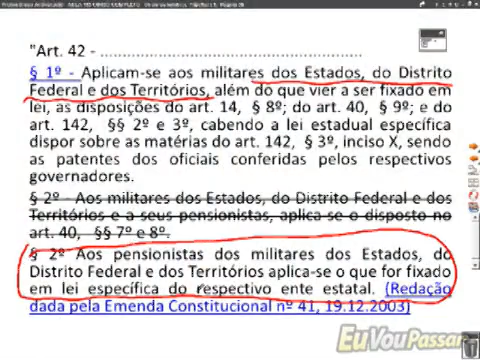 "Art. 42 - ......................................................
§ 1º - Aplicam-se aos militares dos Estados, do Distrito
Federal e dos Territórios, além do que vier a ser fixado em
lei, as disposições do art. 14, § 8º; do art. 40, § 9º; e do
art. 142, §§ 2º e 3º, cabendo a lei estadual específica
dispor sobre as matérias do art. 142, § 3º, inciso X, sendo
as patentes dos oficiais conferidas pelos respectivos
governadores.
§ 2º - Aos militares dos Estados, do Distrito Federal e dos
Territórios e a seus pensionistas, aplica-se o disposto no
art. 40, §§ 7º e 8º.
§ 2º Aos pensionistas dos militares dos Estados, do
Distrito Federal e dos Territórios aplica-se o que for fixado
em lei específica do respectivo ente estatal. (Redação
dada pela Emenda Constitucional nº 41, 19.12.2003)
EuVouPassar